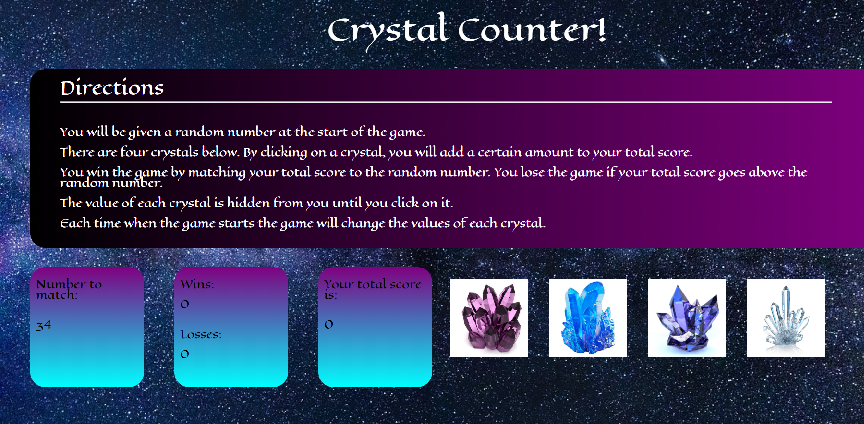 Crystal Counter!
Directions
You will be given a random number at the start of the game.
There are four crystals below. By clicking on a crystal, you will add a certain amount to your total score.
You win the game by matching your total score to the random number. You lose the game if your total score goes above the
random number.
The value of each crystal is hidden from you until you click on it.
Each time when the game starts the game will change the values of each crystal.
Number to
match:
34
Wins:
0
Losses:
0
Your total score
is:
0